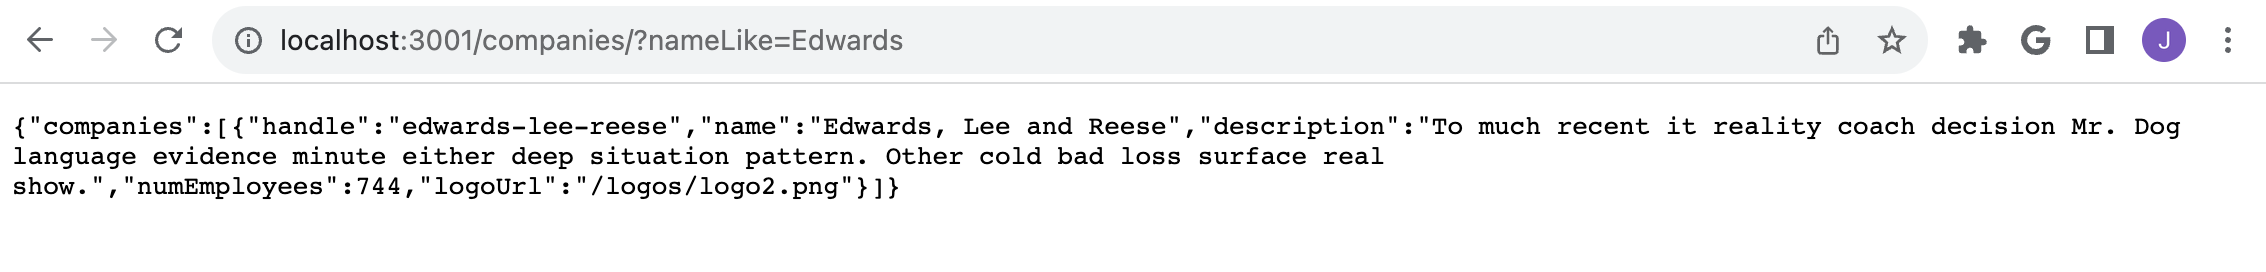 localhost:3001/companies/?nameLike=Edwards
J
{"companies":[{"handle":"edwards-lee-reese","name":"Edwards, Lee and Reese","description":"To much recent it reality coach decision Mr. Dog
language evidence minute either deep situation pattern. Other cold bad loss surface real
show.","numEmployees":744,"logoUrl":"/logos/logo2.png"}]}